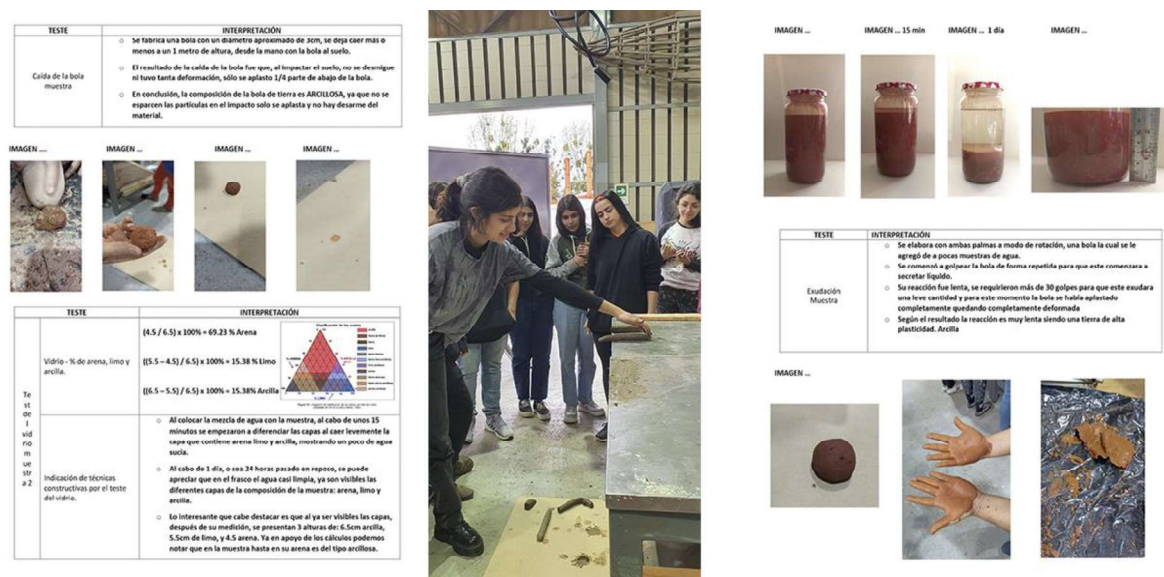 TESTE INTERPRETACIÓN
Caída de la bola
muestra
o Se fabrica una bola con un diámetro aproximado de 3cm, se deja caer más o
menos a un 1 metro de altura, desde la mano con la bola al suelo.
o El resultado de la caída de la bola fue que, al impactar el suelo, no se desmigue
ni tuvo tanta deformación, sólo se aplasto 1/4 parte de abajo de la bola.
o En conclusión, la composición de la bola de tierra es ARCILLOSA, ya que no se
esparcen las partículas en el impacto solo se aplasta y no hay desarme del
material.
IMAGEN .... IMAGEN ... IMAGEN ... IMAGEN ...
TESTE INTERPRETACIÓN
Te
st
de
l
vid
rio
m
ue
str
a 2
Vidrio - % de arena, limo y
arcilla.
(4.5 / 6.5) x 100% = 69.23 % Arena
((5.5 – 4.5) / 6.5) x 100% = 15.38 % Limo
((6.5 – 5.5) / 6.5) x 100% = 15.38% Arcilla
Indicación de técnicas
constructivas por el teste
del vidrio.
o Al colocar la mezcla de agua con la muestra, al cabo de unos 15
minutos se empezaron a diferenciar las capas al caer levemente la
capa que contiene arena limo y arcilla, mostrando un poco de agua
sucia.
o Al cabo de 1 día, o sea 24 horas pasado en reposo, se puede
apreciar que en el frasco el agua casi limpia, ya son visibles las
diferentes capas de la composición de la muestra: arena, limo y
arcilla.
o Lo interesante que cabe destacar es que al ya ser visibles las capas,
después de su medición, se presentan 3 alturas de: 6.5cm arcilla,
5.5cm de limo, y 4.5 arena. Ya en apoyo de los cálculos podemos
notar que en la muestra hasta en su arena es del tipo arcillosa.
IMAGEN ... IMAGEN ... 15 min IMAGEN ... 1 día IMAGEN ...
TESTE INTERPRETACIÓN
Exudación
Muestra
o Se elabora con ambas palmas a modo de rotación, una bola la cual se le
agregó de a pocas muestras de agua.
o Se comenzó a golpear la bola de forma repetida para que este comenzara a
secretar líquido.
o Su reacción fue lenta, se requirieron más de 30 golpes para que este exudara
una leve cantidad y para este momento la bola se había aplastado
completamente quedando completamente deformada
o Según el resultado la reacción es muy lenta siendo una tierra de alta
plasticidad. Arcilla
IMAGEN ...